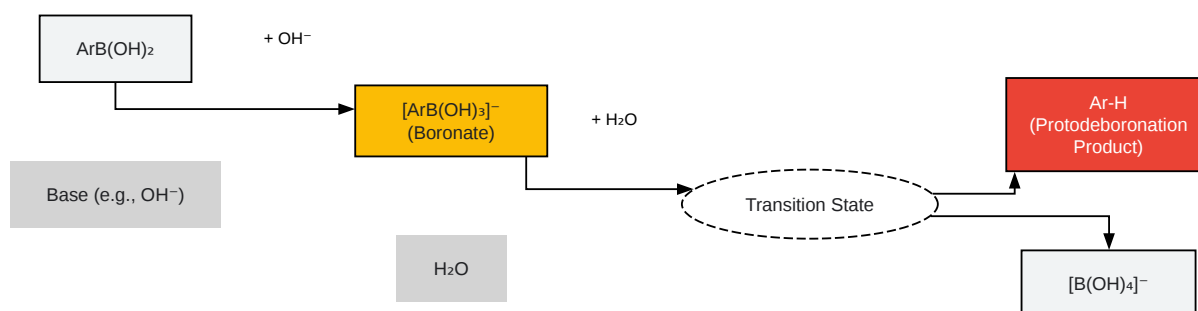 ArB(OH)₂
+ OH⁻
[ArB(OH)₃]⁻
(Boronate)
+ H₂O
Ar-H
(Protodeboronation
Product)
Base (e.g., OH⁻)
Transition State
H₂O
[B(OH)₄]⁻